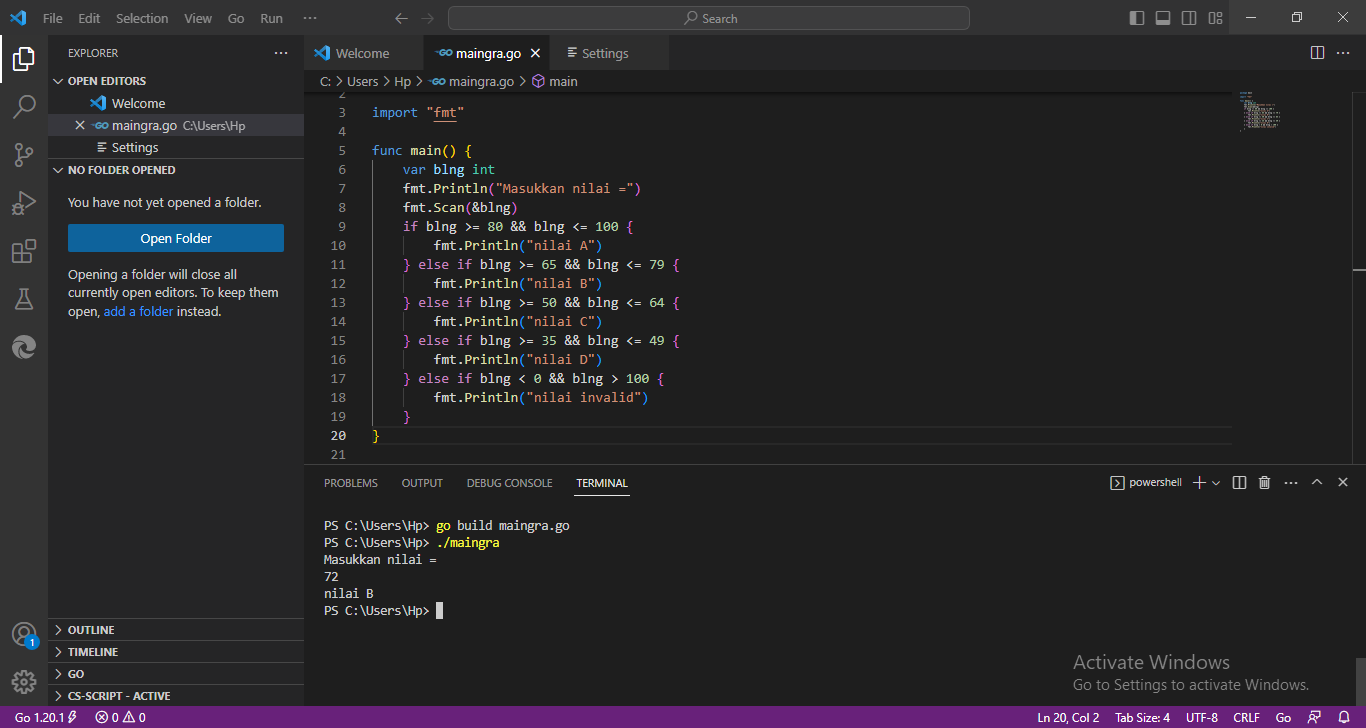 File Edit Selection View Go Run ··· Search
EXPLORER ···
OPEN EDITORS
Welcome
maingra.go C:\Users\Hp
Settings
NO FOLDER OPENED
You have not yet opened a folder.
Open Folder
Opening a folder will close all
currently open editors. To keep them
open, add a folder instead.
OUTLINE
TIMELINE
GO
CS-SCRIPT - ACTIVE
1
Welcome maingra.go Settings
C: > Users > Hp > maingra.go > main
2
3 import "fmt"
4
5 func main() {
6 var blng int
7 fmt.Println("Masukkan nilai =")
8 fmt.Scan(&blng)
9 if blng >= 80 && blng <= 100 {
10 fmt.Println("nilai A")
11 } else if blng >= 65 && blng <= 79 {
12 fmt.Println("nilai B")
13 } else if blng >= 50 && blng <= 64 {
14 fmt.Println("nilai C")
15 } else if blng >= 35 && blng <= 49 {
16 fmt.Println("nilai D")
17 } else if blng < 0 && blng > 100 {
18 fmt.Println("nilai invalid")
19 }
20 }
21
PROBLEMS OUTPUT DEBUG CONSOLE TERMINAL powershell
PS C:\Users\Hp> go build maingra.go
PS C:\Users\Hp> ./maingra
Masukkan nilai =
72
nilai B
PS C:\Users\Hp>
Activate Windows
Go to Settings to activate Windows.
Go 1.20.1 0 0 Ln 20, Col 2 Tab Size: 4 UTF-8 CRLF Go